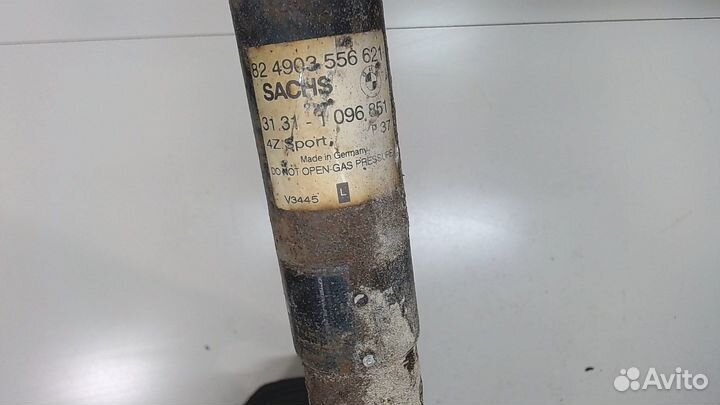 82 4903 556 621
SACHS
31.31 - 1 096 851
4Z. Sport. P 37
Made in Germany
DO NOT OPEN-GAS PRESSURE
V3445 L
Avito